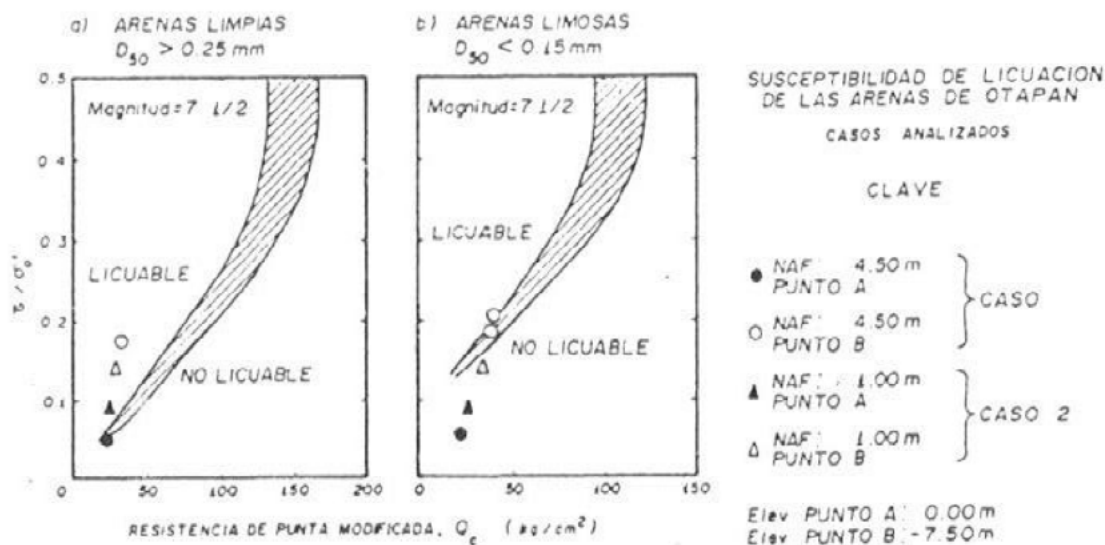 a) ARENAS LIMPIAS
D50 > 0.25 mm
b) ARENAS LIMOSAS
D50 < 0.15 mm
0.5
0.4
0.3
0.2
0.1
0
Magnitud = 7 1/2
LICUABLE
NO LICUABLE
0 50 100 150 200
Magnitud = 7 1/2
LICUABLE
NO LICUABLE
0 50 100 150
RESISTENCIA DE PUNTA MODIFICADA, Qc (kg/cm²)
SUSCEPTIBILIDAD DE LICUACION
DE LAS ARENAS DE OTAPAN
CASOS ANALIZADOS
CLAVE
NAF: 4.50 m
PUNTO A
NAF: 4.50 m
PUNTO B
CASO
NAF: 1.00 m
PUNTO A
NAF: 1.00 m
PUNTO B
CASO 2
Elev PUNTO A: 0.00 m
Elev PUNTO B: -7.50 m